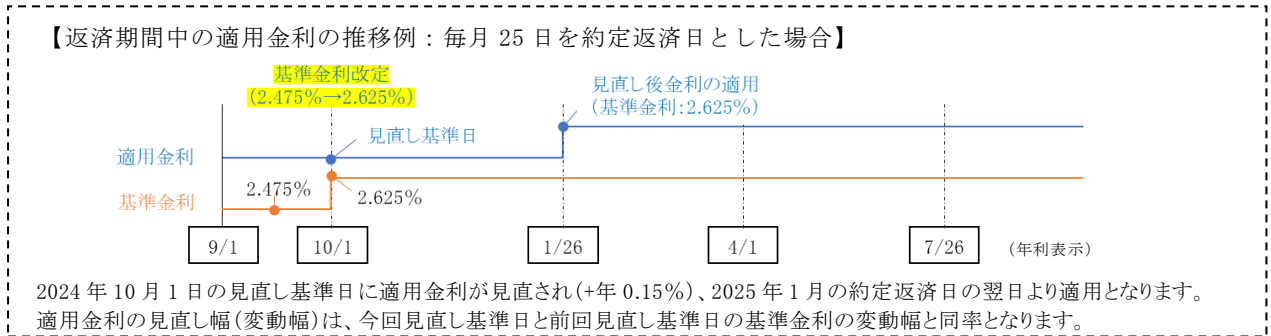 【返済期間中の適用金利の推移例：毎月 25 日を約定返済日とした場合】
基準金利改定
(2.475%→2.625%)
見直し後金利の適用
(基準金利:2.625%)
見直し基準日
適用金利
2.475%
2.625%
基準金利
9/1
10/1
1/26
4/1
7/26
(年利表示)
2024 年 10 月 1 日の見直し基準日に適用金利が見直され(+年 0.15%)、2025 年 1 月の約定返済日の翌日より適用となります。
適用金利の見直し幅(変動幅)は、今回見直し基準日と前回見直し基準日の基準金利の変動幅と同率となります。